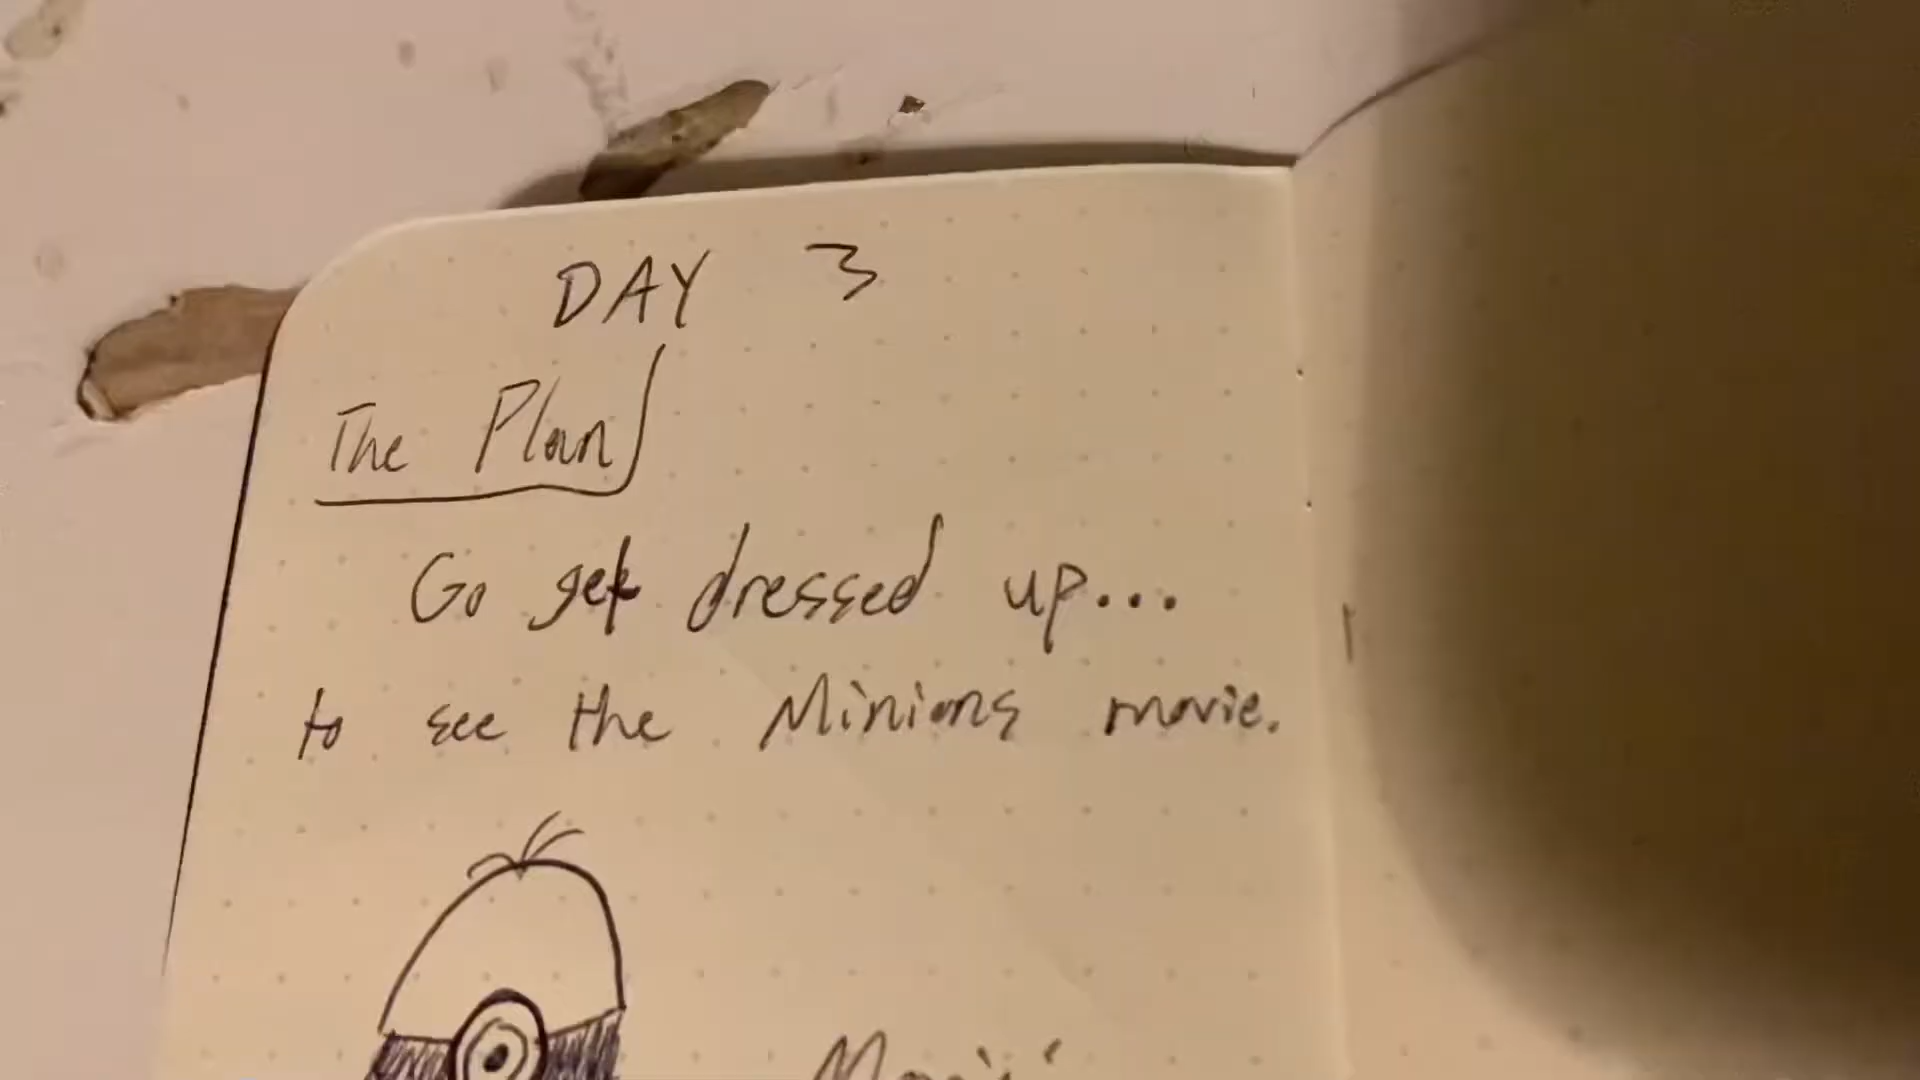 DAY 3
The Plan
Go get dressed up...
to see the Minions movie.